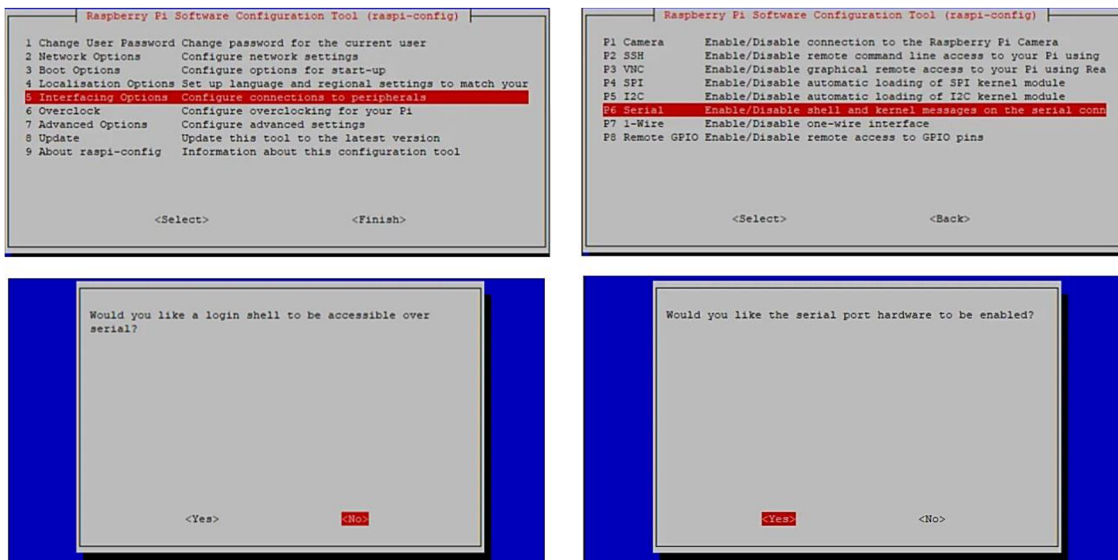 Raspberry Pi Software Configuration Tool (raspi-config)
1 Change User Password Change password for the current user
2 Network Options Configure network settings
3 Boot Options Configure options for start-up
4 Localisation Options Set up language and regional settings to match your
5 Interfacing Options Configure connections to peripherals
6 Overclock Configure overclocking for your Pi
7 Advanced Options Configure advanced settings
8 Update Update this tool to the latest version
9 About raspi-config Information about this configuration tool
<Select> <Finish>
Raspberry Pi Software Configuration Tool (raspi-config)
P1 Camera Enable/Disable connection to the Raspberry Pi Camera
P2 SSH Enable/Disable remote command line access to your Pi using
P3 VNC Enable/Disable graphical remote access to your Pi using Rea
P4 SPI Enable/Disable automatic loading of SPI kernel module
P5 I2C Enable/Disable automatic loading of I2C kernel module
P6 Serial Enable/Disable shell and kernel messages on the serial conn
P7 1-Wire Enable/Disable one-wire interface
P8 Remote GPIO Enable/Disable remote access to GPIO pins
<Select> <Back>
Would you like a login shell to be accessible over
serial?
<Yes> <No>
Would you like the serial port hardware to be enabled?
<Yes> <No>